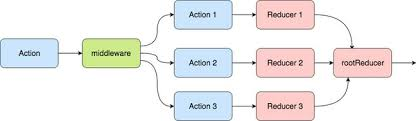 Action 1
Reducer 1
Action
middleware
Action 2
Reducer 2
rootReducer
Action 3
Reducer 3